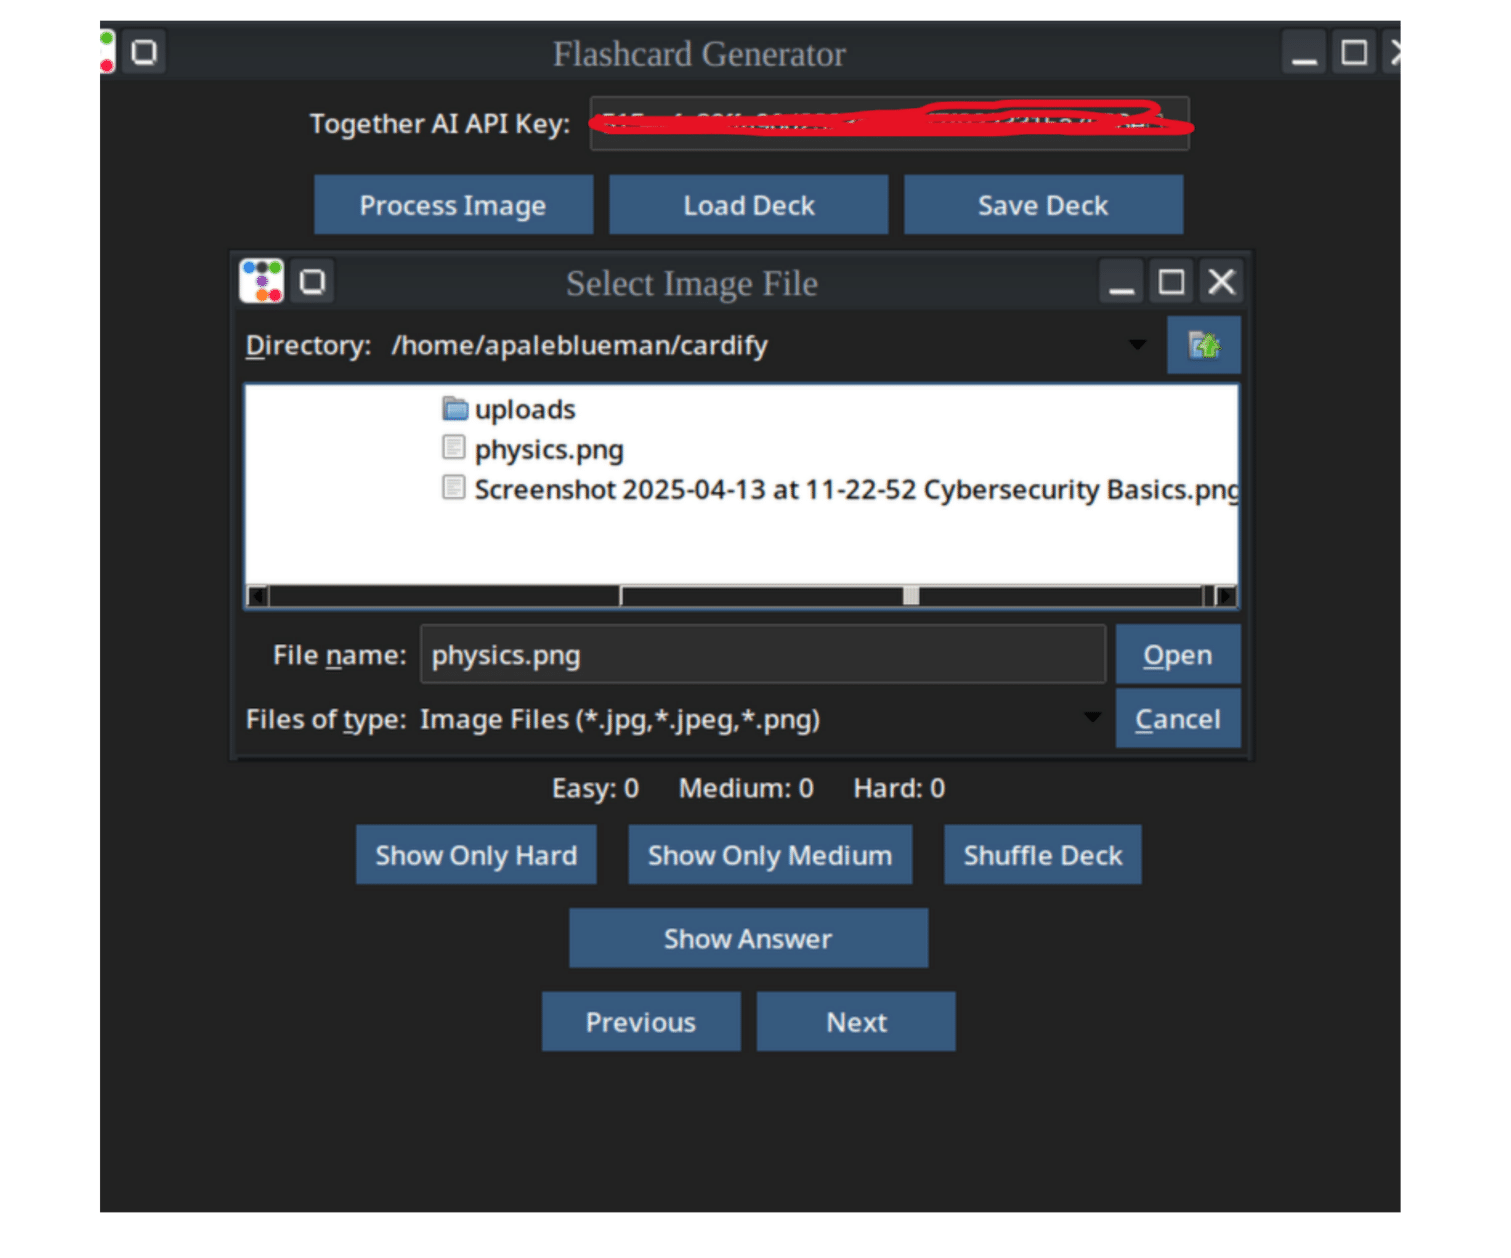 Flashcard Generator
Together AI API Key:
Process Image Load Deck Save Deck
Select Image File
Directory: /home/apaleblueman/cardify
uploads
physics.png
Screenshot 2025-04-13 at 11-22-52 Cybersecurity Basics.png
File name: physics.png Open
Files of type: Image Files (*.jpg,*.jpeg,*.png) Cancel
Easy: 0 Medium: 0 Hard: 0
Show Only Hard Show Only Medium Shuffle Deck
Show Answer
Previous Next